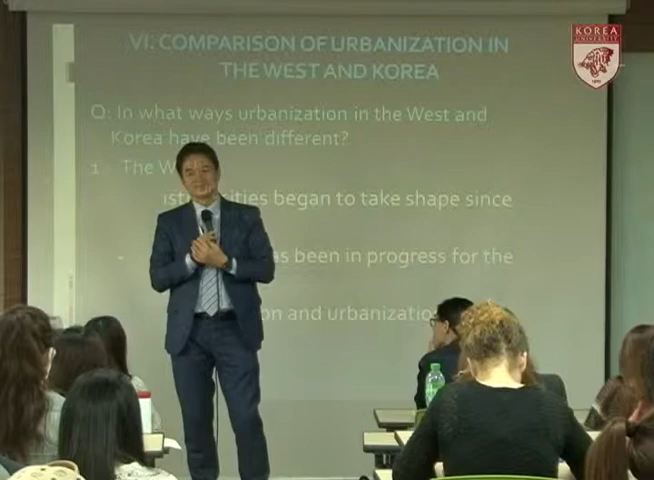 VI. COMPARISON OF URBANIZATION IN
THE WEST AND KOREA
Q: In what ways urbanization in the West and
Korea have been different?
1 The W
cities began to take shape since
- as been in progress for the
on and urbanizatio
KOREA
UNIVERSITY
1905